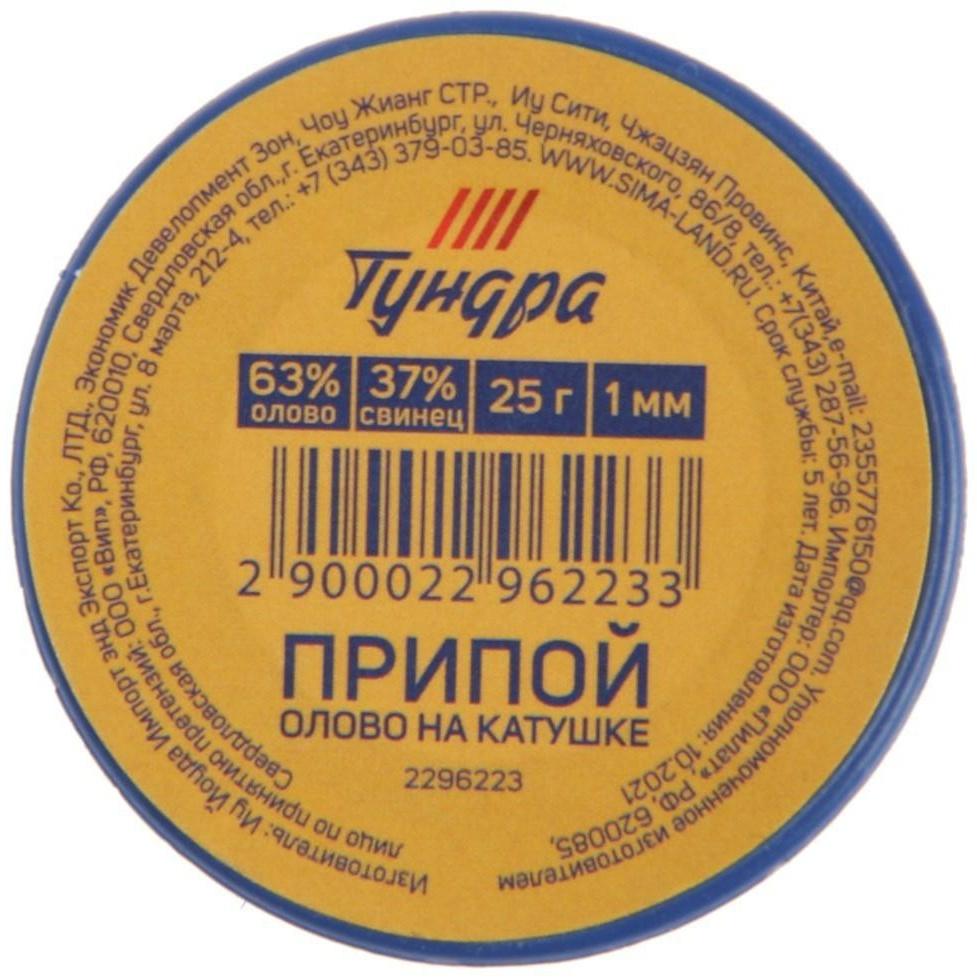 Изготовитель: Иу Йоуда Импорт энд Экспорт Ко., ЛТД., Экономик Девелопмент Зон, Чоу Жианг СТР., Иу Сити, Чжэцзян Провинс, Китай,e-mail: 2355776150@qq.com. Уполномоченное изготовителем
лицо по принятию претензий: ООО «Вип», РФ, 620010, Свердловская обл.,г. Екатеринбург, ул. Черняховского, 86/8, тел.: +7(343) 287-56-96. Импортер: ООО «Пилат», РФ, 620085,
Свердловская обл., г.Екатеринбург, ул. 8 марта, 212-4, тел.: +7 (343) 379-03-85. WWW.SIMA-LAND.RU. Срок службы: 5 лет. Дата изготовления: 10.2021
Тундра
63% 37% 25 г 1 мм
олово свинец
2 900022 962233
ПРИПОЙ
ОЛОВО НА КАТУШКЕ
2296223